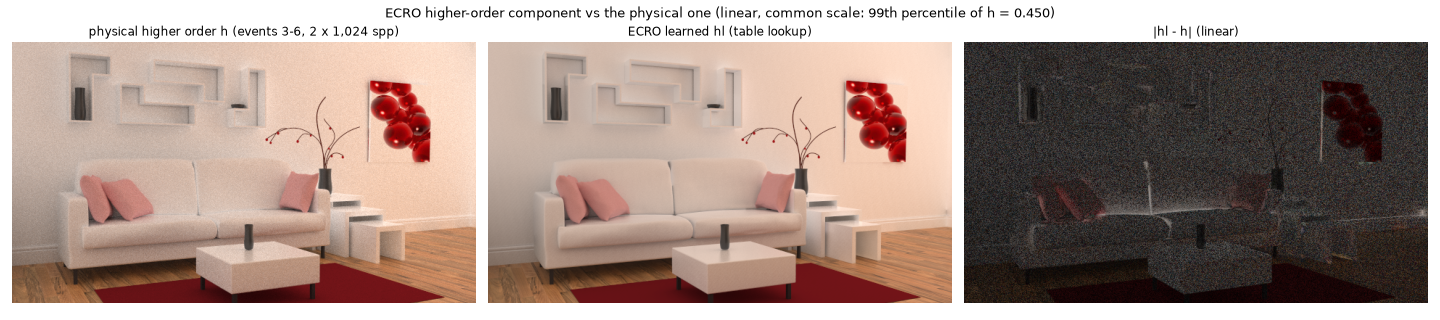 ECRO higher-order component vs the physical one (linear, common scale: 99th percentile of h = 0.450)
physical higher order h (events 3-6, 2 x 1,024 spp)
ECRO learned hl (table lookup)
|hl - h| (linear)